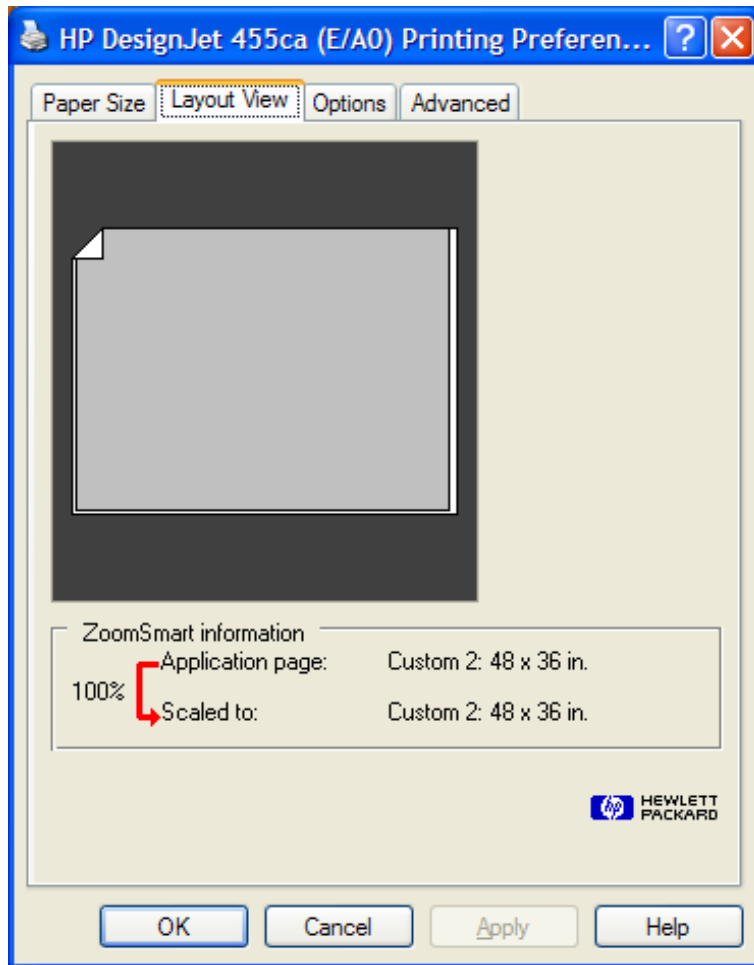 HP DesignJet 455ca (E/A0) Printing Preferen...
Paper Size Layout View Options Advanced
ZoomSmart information
Application page: Custom 2: 48 x 36 in.
100%
Scaled to: Custom 2: 48 x 36 in.
hp HEWLETT
PACKARD
OK Cancel Apply Help